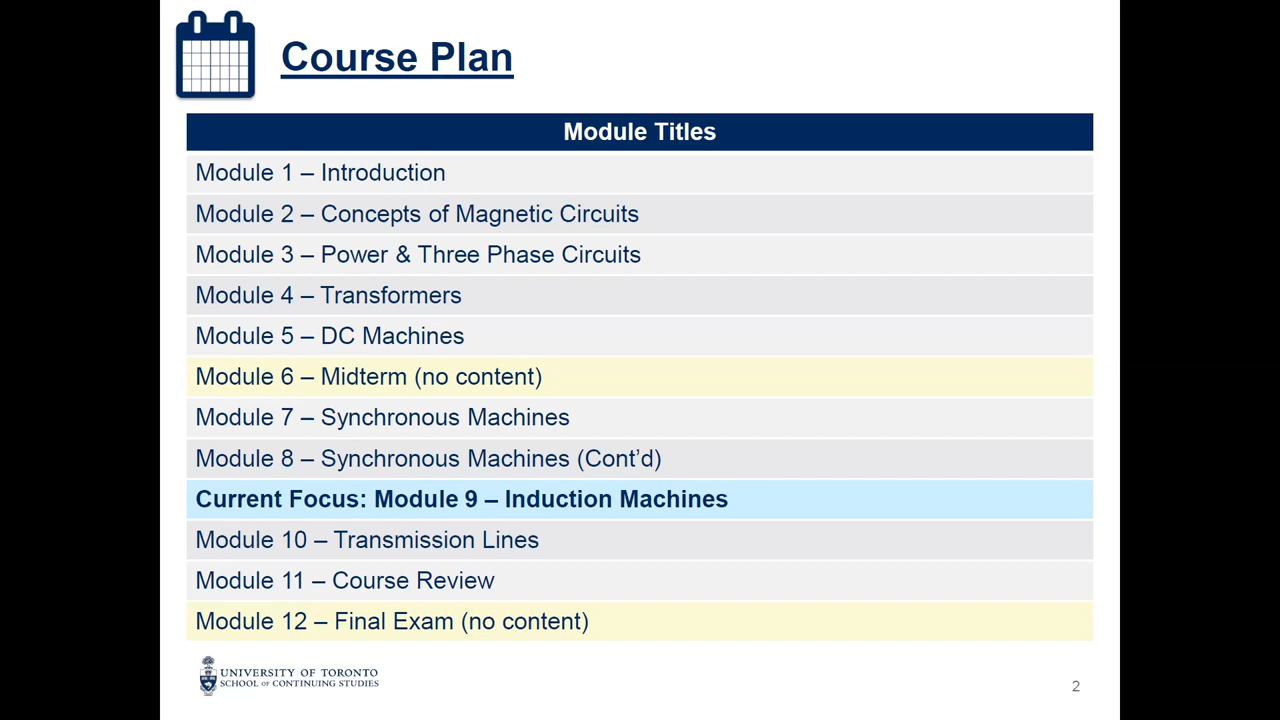 Course Plan
Module Titles
Module 1 – Introduction
Module 2 – Concepts of Magnetic Circuits
Module 3 – Power & Three Phase Circuits
Module 4 – Transformers
Module 5 – DC Machines
Module 6 – Midterm (no content)
Module 7 – Synchronous Machines
Module 8 – Synchronous Machines (Cont’d)
Current Focus: Module 9 – Induction Machines
Module 10 – Transmission Lines
Module 11 – Course Review
Module 12 – Final Exam (no content)
UNIVERSITY OF TORONTO
SCHOOL OF CONTINUING STUDIES
2